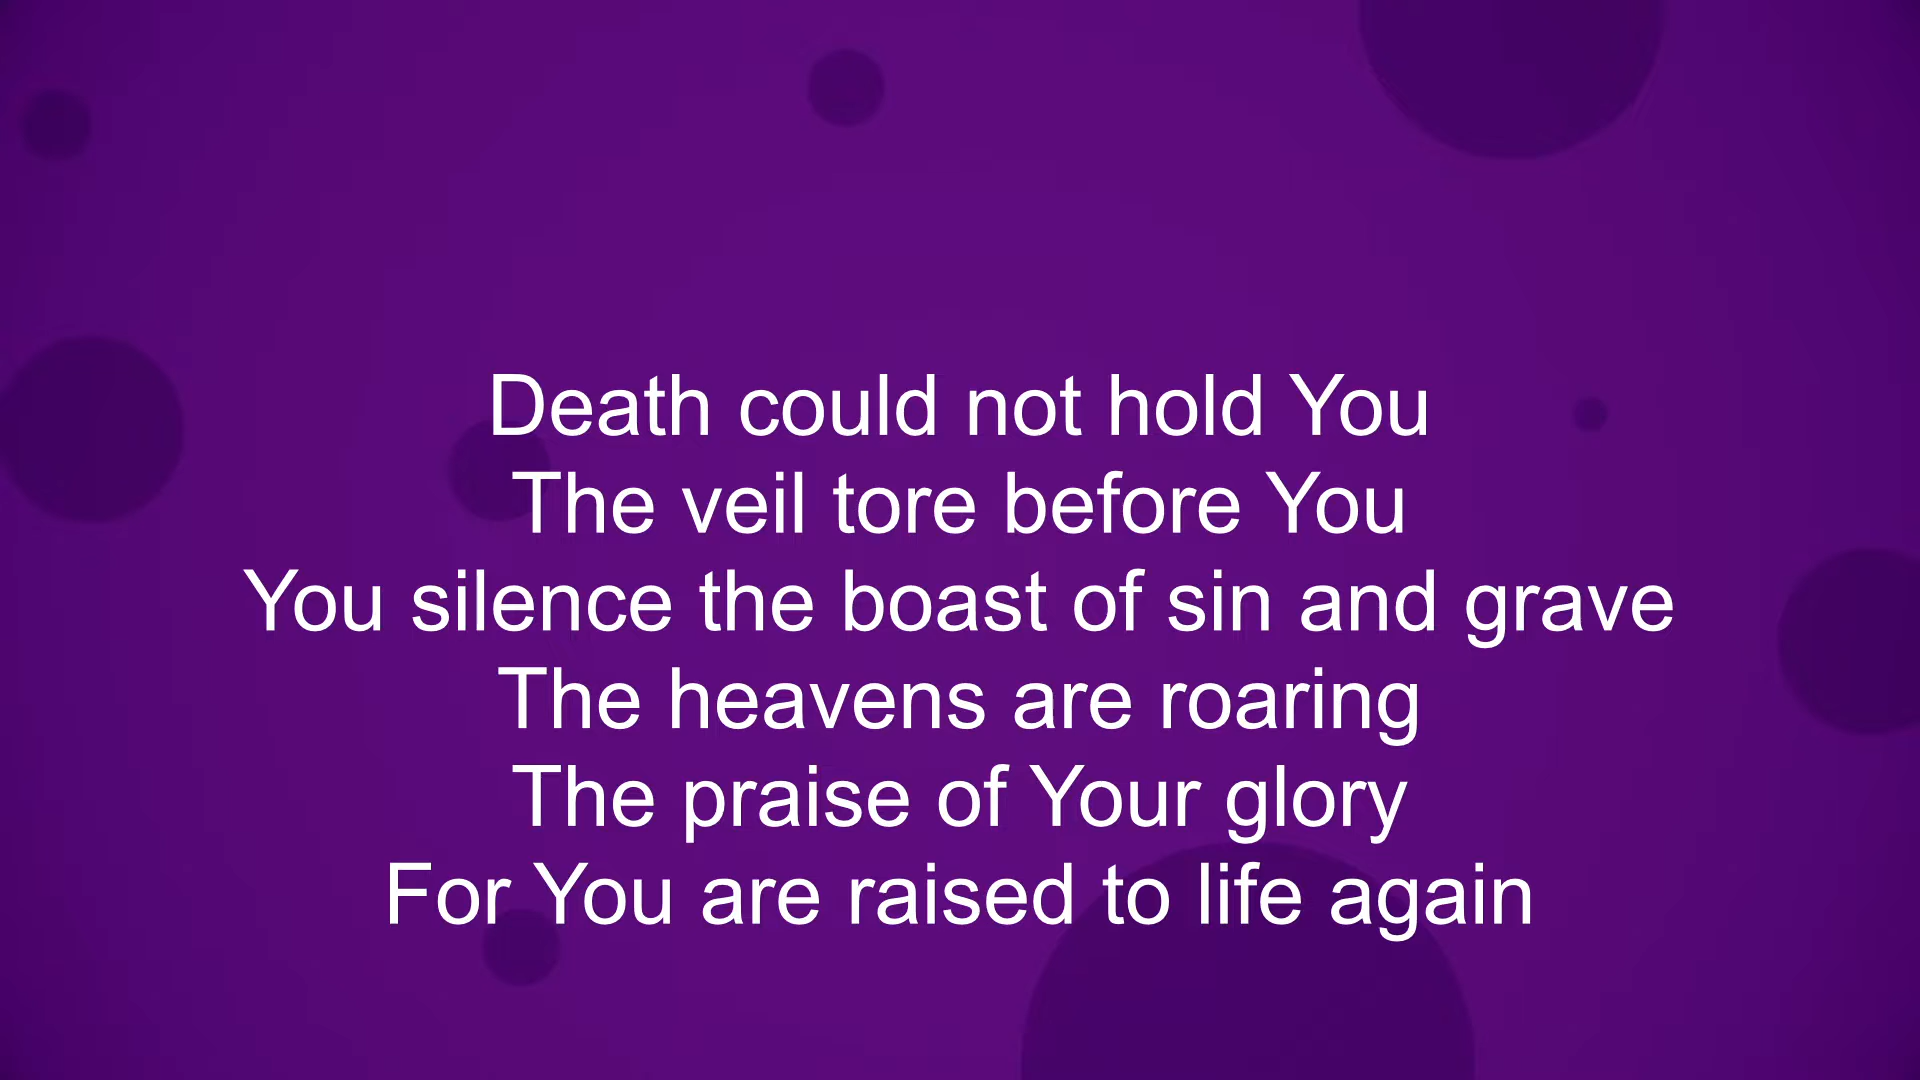 Death could not hold You
The veil tore before You
You silence the boast of sin and grave
The heavens are roaring
The praise of Your glory
For You are raised to life again